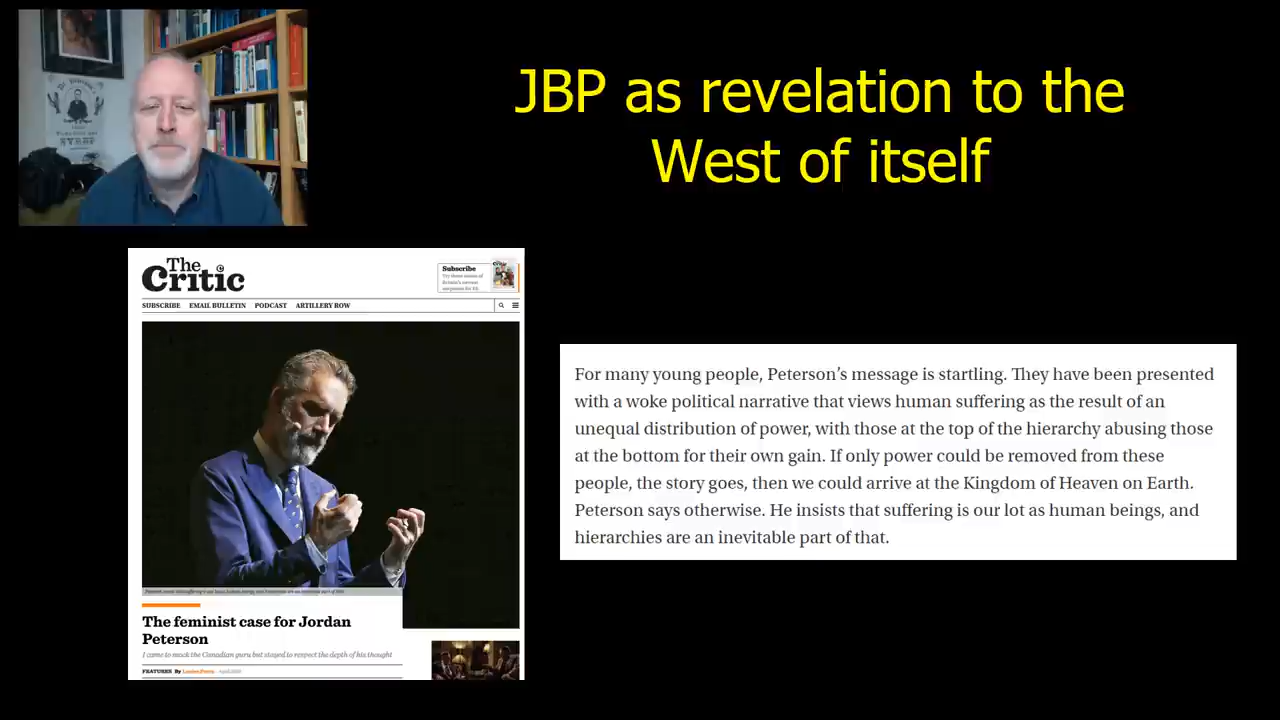 JBP as revelation to the
West of itself
The
Critic
Subscribe
SUBSCRIBE EMAIL BULLETIN PODCAST ARTILLERY ROW
The feminist case for Jordan
Peterson
I came to mock the Canadian guru but stayed to respect the depth of his thought
FEATURES By Louise Perry
For many young people, Peterson’s message is startling. They have been presented
with a woke political narrative that views human suffering as the result of an
unequal distribution of power, with those at the top of the hierarchy abusing those
at the bottom for their own gain. If only power could be removed from these
people, the story goes, then we could arrive at the Kingdom of Heaven on Earth.
Peterson says otherwise. He insists that suffering is our lot as human beings, and
hierarchies are an inevitable part of that.